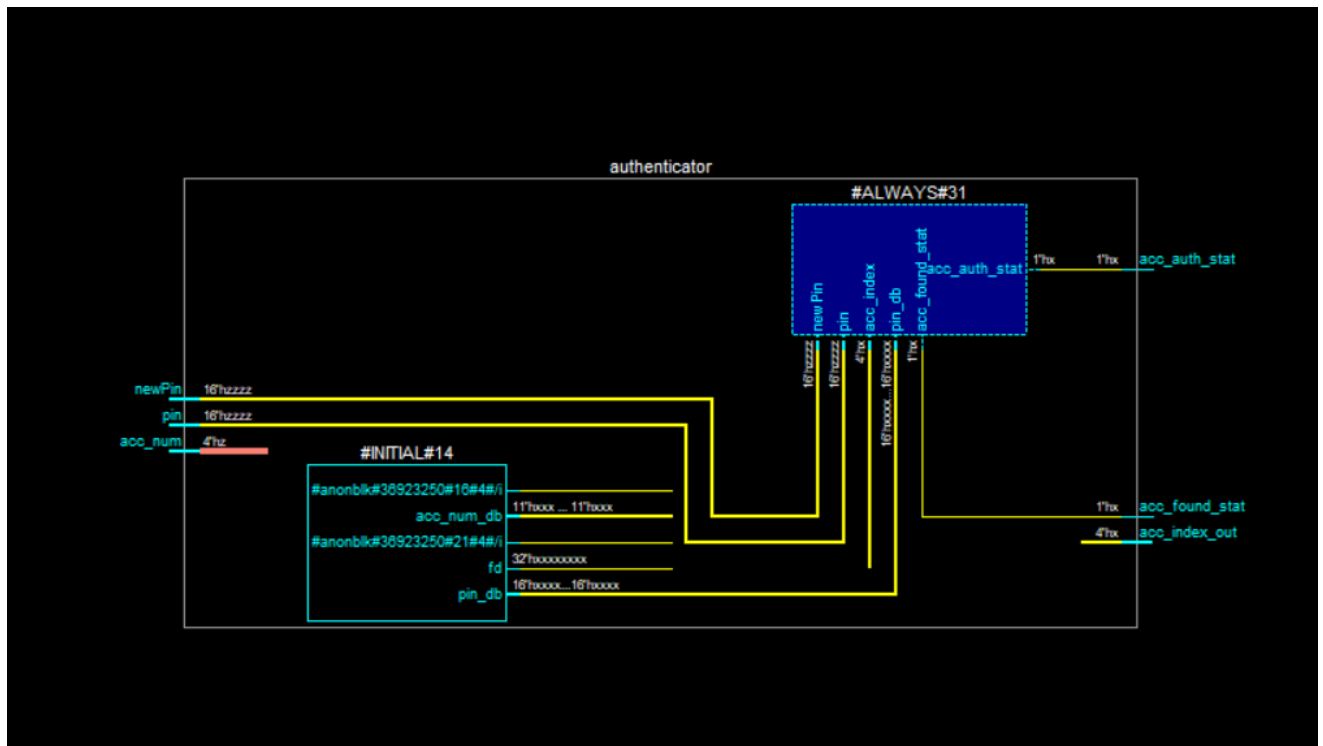 authenticator
#ALWAYS#31
acc_auth_stat
1'hx
1'hx
acc_auth_stat
newPin
pin
acc_index
pin_db
acc_found_stat
16'hzzzz
16'hzzzz
4'hx
16'hxxxx...16'hxxxx
1'hx
newPin
16'hzzzz
pin
16'hzzzz
acc_num
4'hz
#INITIAL#14
#anonblk#36923250#16#4#/i
acc_num_db
11'hxxx ... 11'hxxx
#anonblk#36923250#21#4#/i
fd
32'hxxxxxxxx
pin_db
16'hxxxx...16'hxxxx
1'hx
acc_found_stat
4'hx
acc_index_out